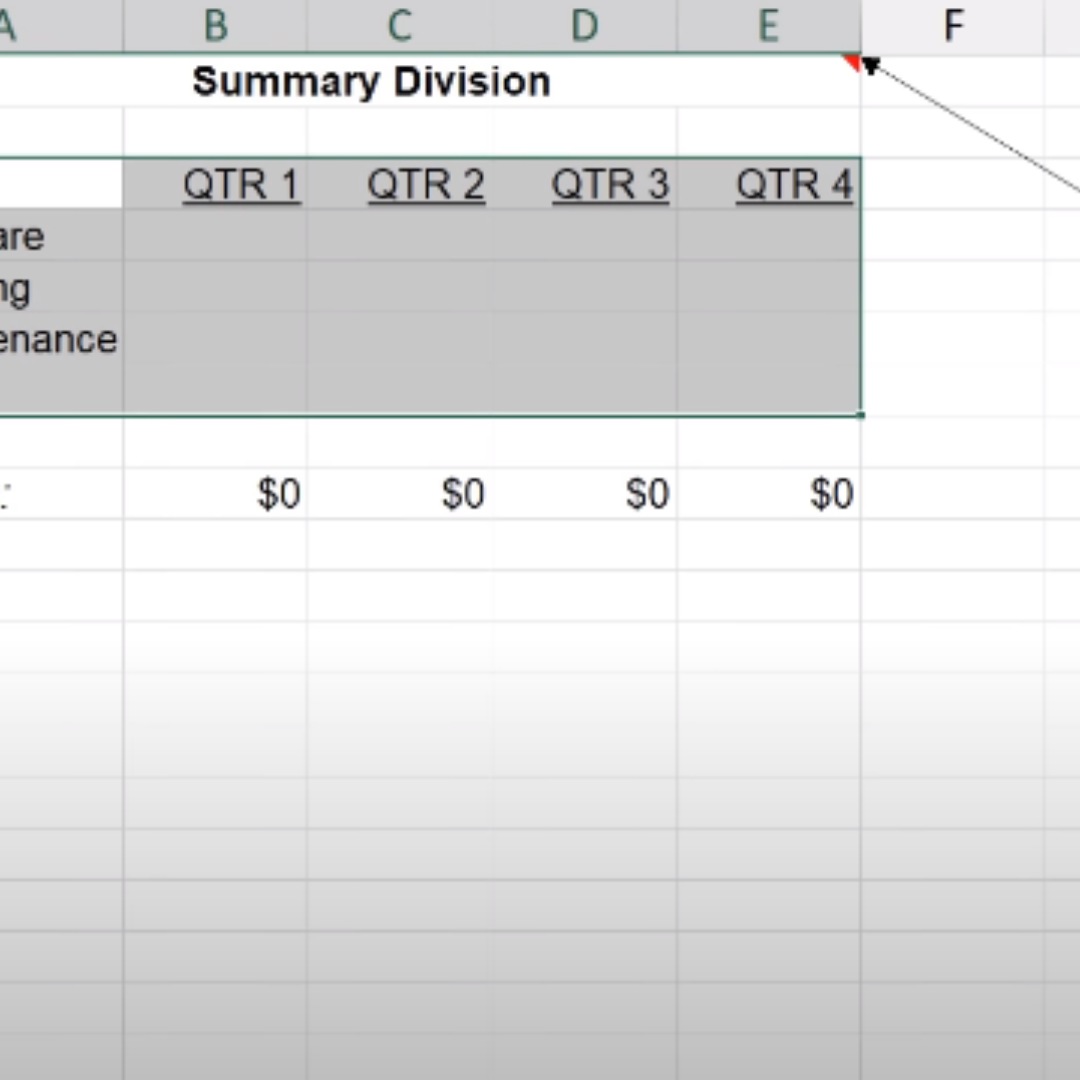 A B C D E F
Summary Division
QTR 1 QTR 2 QTR 3 QTR 4
are
ng
enance
: $0 $0 $0 $0